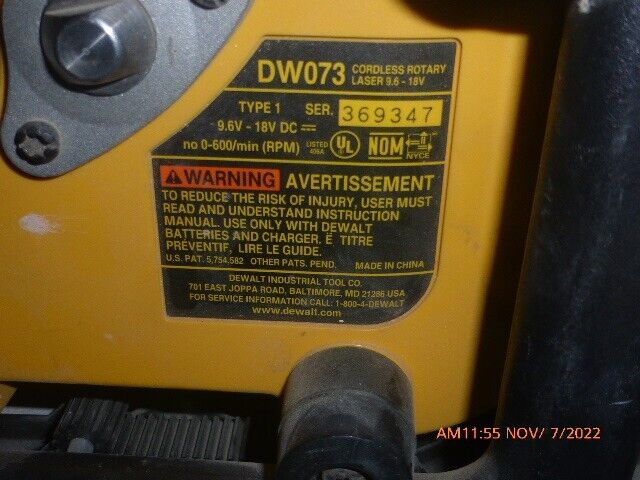 DW073 CORDLESS ROTARY
LASER 9.6 - 18V
TYPE 1 SER. 369347
9.6V - 18V DC
no 0-600/min (RPM) LISTED UL NOM
NYCE
WARNING AVERTISSEMENT
TO REDUCE THE RISK OF INJURY, USER MUST
READ AND UNDERSTAND INSTRUCTION
MANUAL. USE ONLY WITH DEWALT
BATTERIES AND CHARGER. Ë TITRE
PRÉVENTIF, LIRE LE GUIDE.
U.S. PAT. 5,754,582 OTHER PATS. PEND. MADE IN CHINA
DEWALT INDUSTRIAL TOOL CO.
701 EAST JOPPA ROAD, BALTIMORE, MD 21286 USA
FOR SERVICE INFORMATION CALL: 1-800-4-DEWALT
www.dewalt.com
AM11:55 NOV/ 7/2022